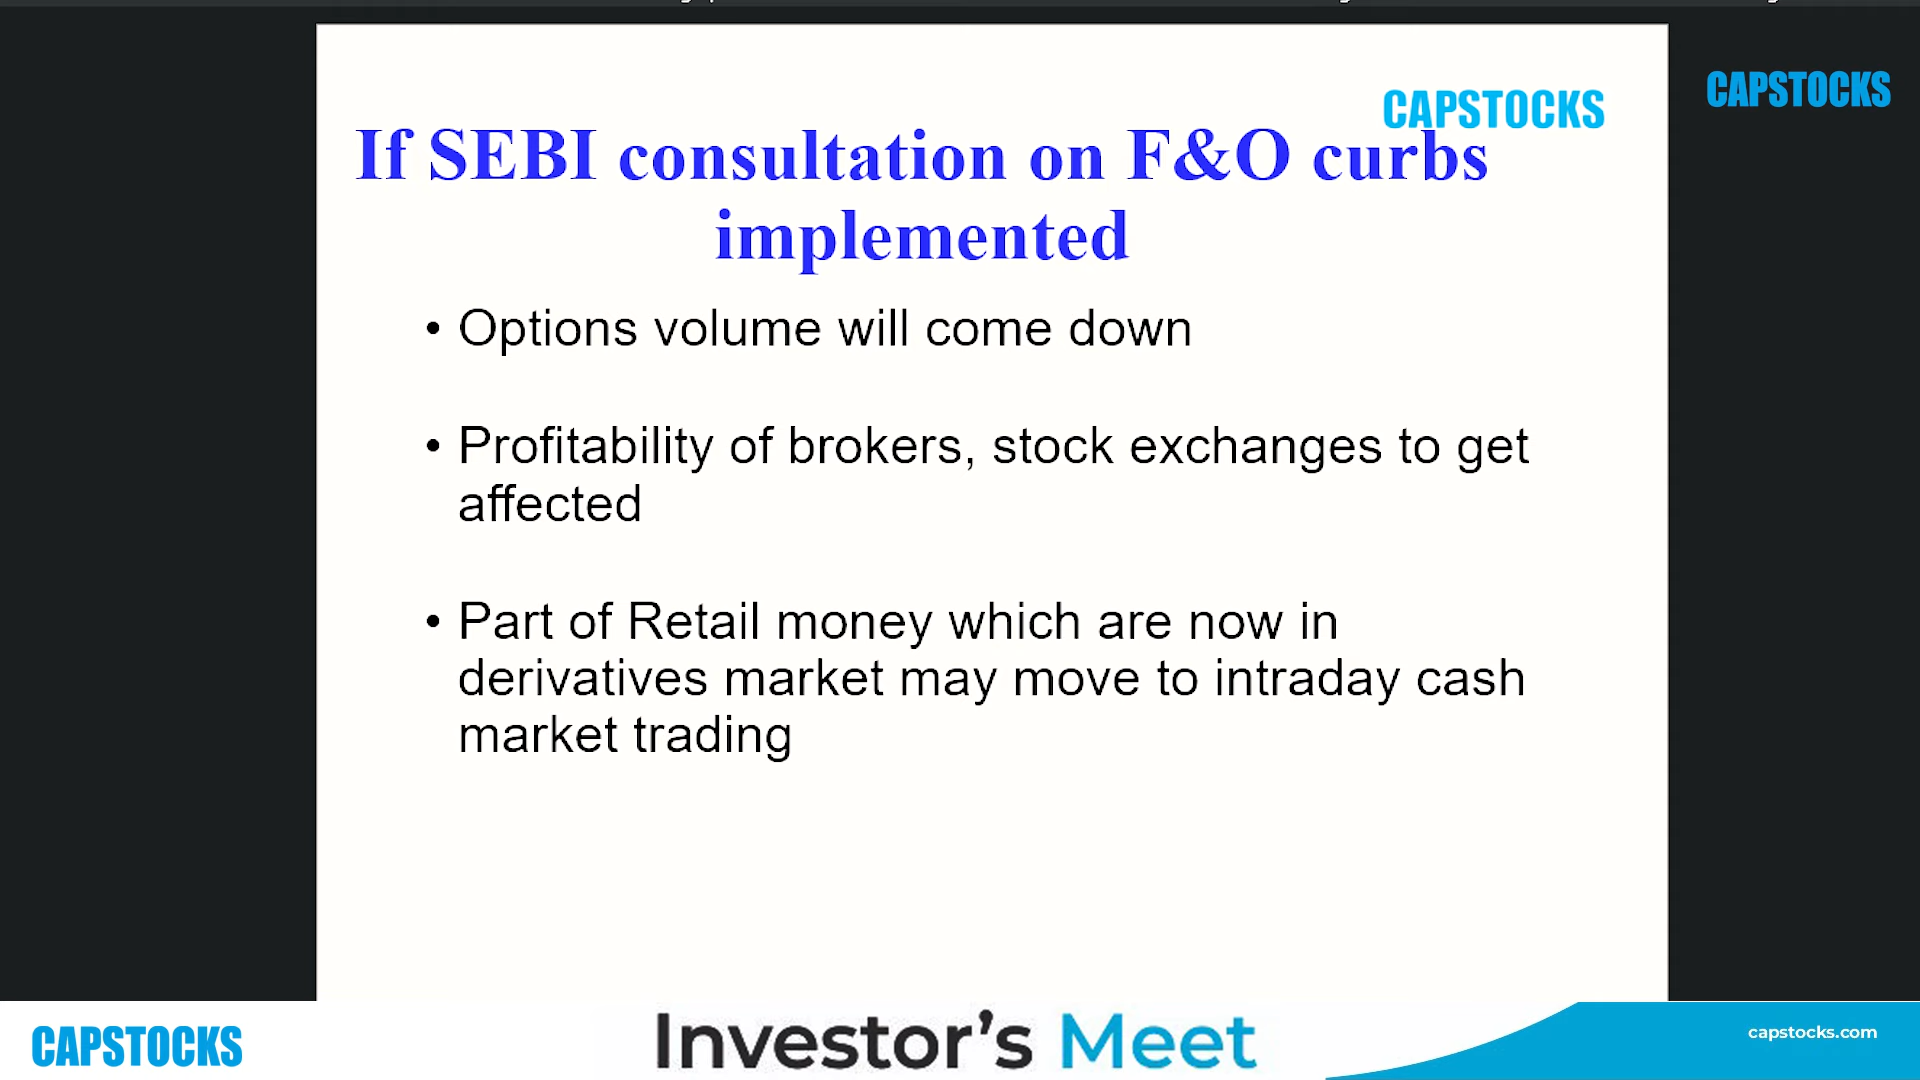 CAPSTOCKS
CAPSTOCKS
If SEBI consultation on F&O curbs
implemented
• Options volume will come down
• Profitability of brokers, stock exchanges to get
affected
• Part of Retail money which are now in
derivatives market may move to intraday cash
market trading
CAPSTOCKS
Investor's Meet
capstocks.com